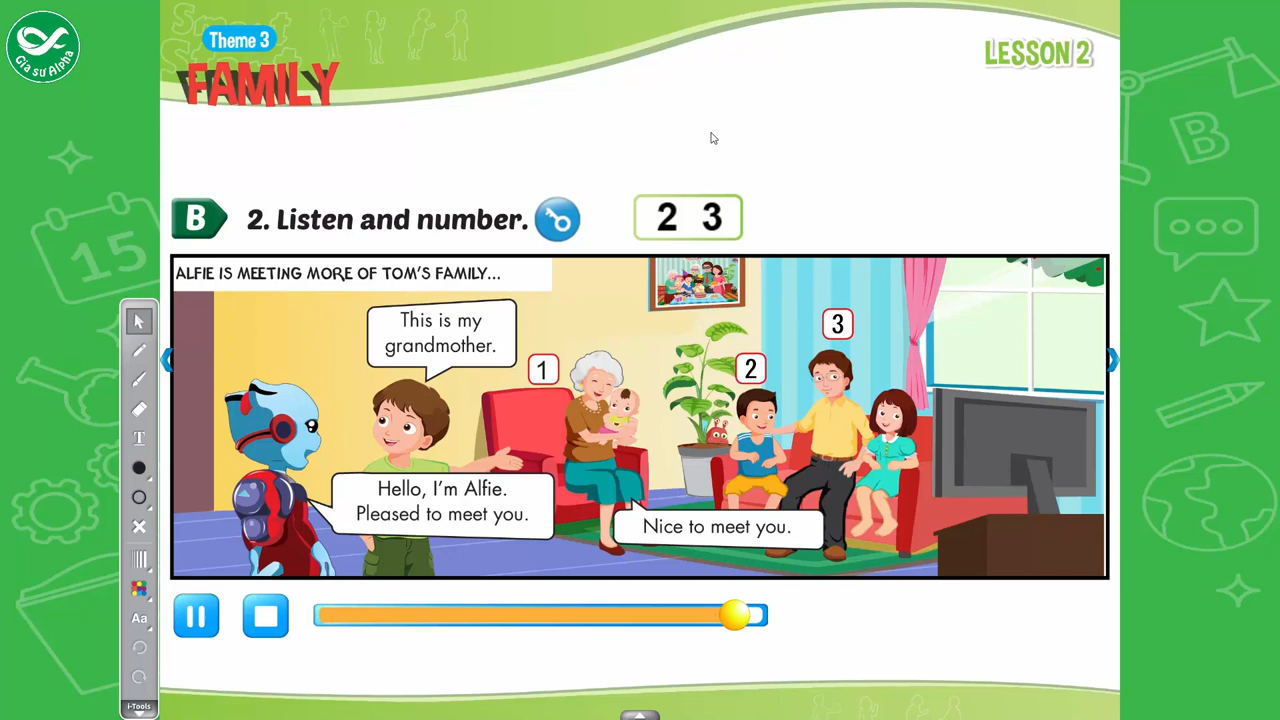 Gia sư Alpha
Theme 3
FAMILY
LESSON 2
B
2. Listen and number.
2 3
ALFIE IS MEETING MORE OF TOM'S FAMILY...
This is my
grandmother.
1
2
3
Hello, I'm Alfie.
Pleased to meet you.
Nice to meet you.
T
Aa
i-Tools
15
B